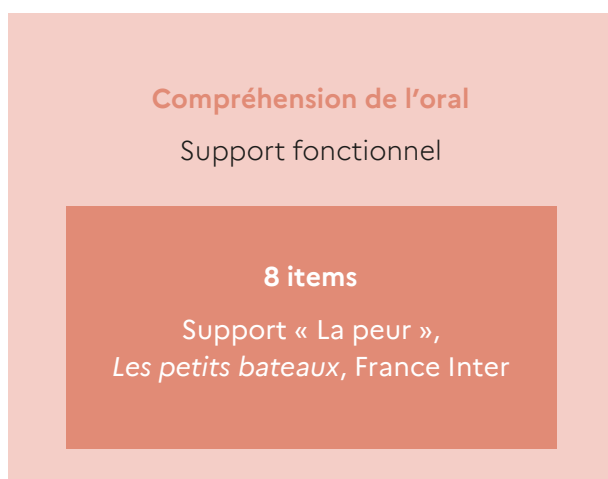 Compréhension de l’oral
Support fonctionnel
8 items
Support « La peur »,
Les petits bateaux, France Inter